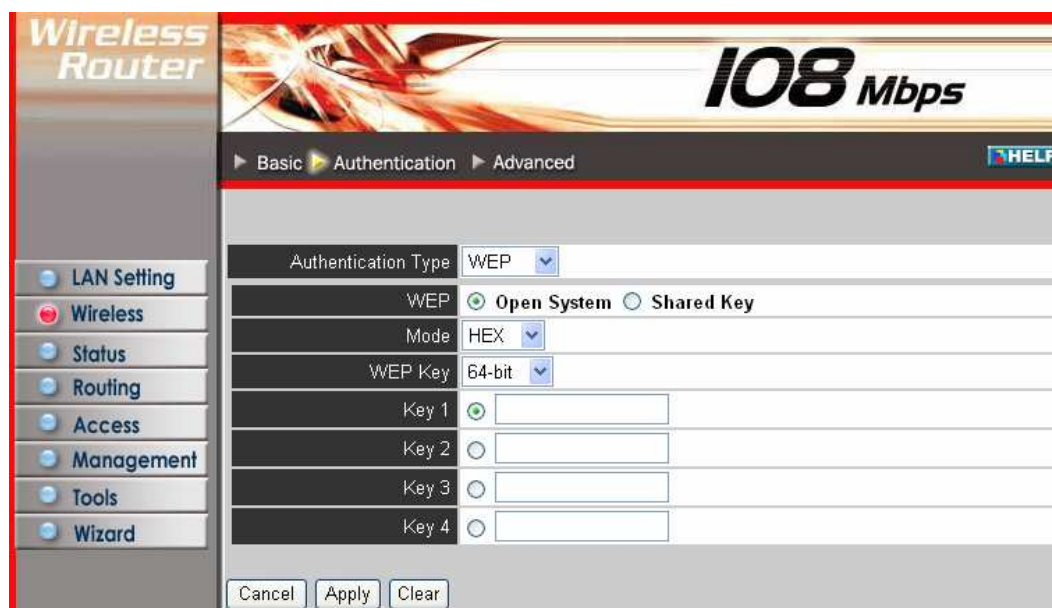 Wireless
Router
108 Mbps
Basic Authentication Advanced
HELP
LAN Setting
Wireless
Status
Routing
Access
Management
Tools
Wizard
Authentication Type WEP
WEP Open System Shared Key
Mode HEX
WEP Key 64-bit
Key 1
Key 2
Key 3
Key 4
Cancel Apply Clear